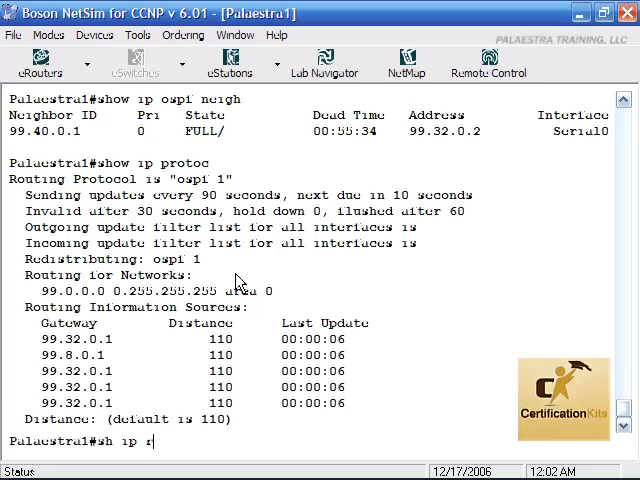 Boson NetSim for CCNP v 6.01 - [Palaestra1]
File Modes Devices Tools Ordering Window Help
PALAESTRA TRAINING, LLC
eRouters eSwitches eStations Lab Navigator NetMap Remote Control
Palaestra1#show ip ospf neigh
Neighbor ID Pri State Dead Time Address Interface
99.40.0.1 0 FULL/ 00:55:34 99.32.0.2 Serial0
Palaestra1#show ip protoc
Routing Protocol is "ospf 1"
Sending updates every 90 seconds, next due in 10 seconds
Invalid after 30 seconds, hold down 0, flushed after 60
Outgoing update filter list for all interfaces is
Incoming update filter list for all interfaces is
Redistributing: ospf 1
Routing for Networks:
99.0.0.0 0.255.255.255 area 0
Routing Information Sources:
Gateway Distance Last Update
99.32.0.1 110 00:00:06
99.8.0.1 110 00:00:06
99.32.0.1 110 00:00:06
99.32.0.1 110 00:00:06
99.32.0.1 110 00:00:06
Distance: (default is 110)
Palaestra1#sh ip r
CertificationKits
Status 12/17/2006 12:02 AM